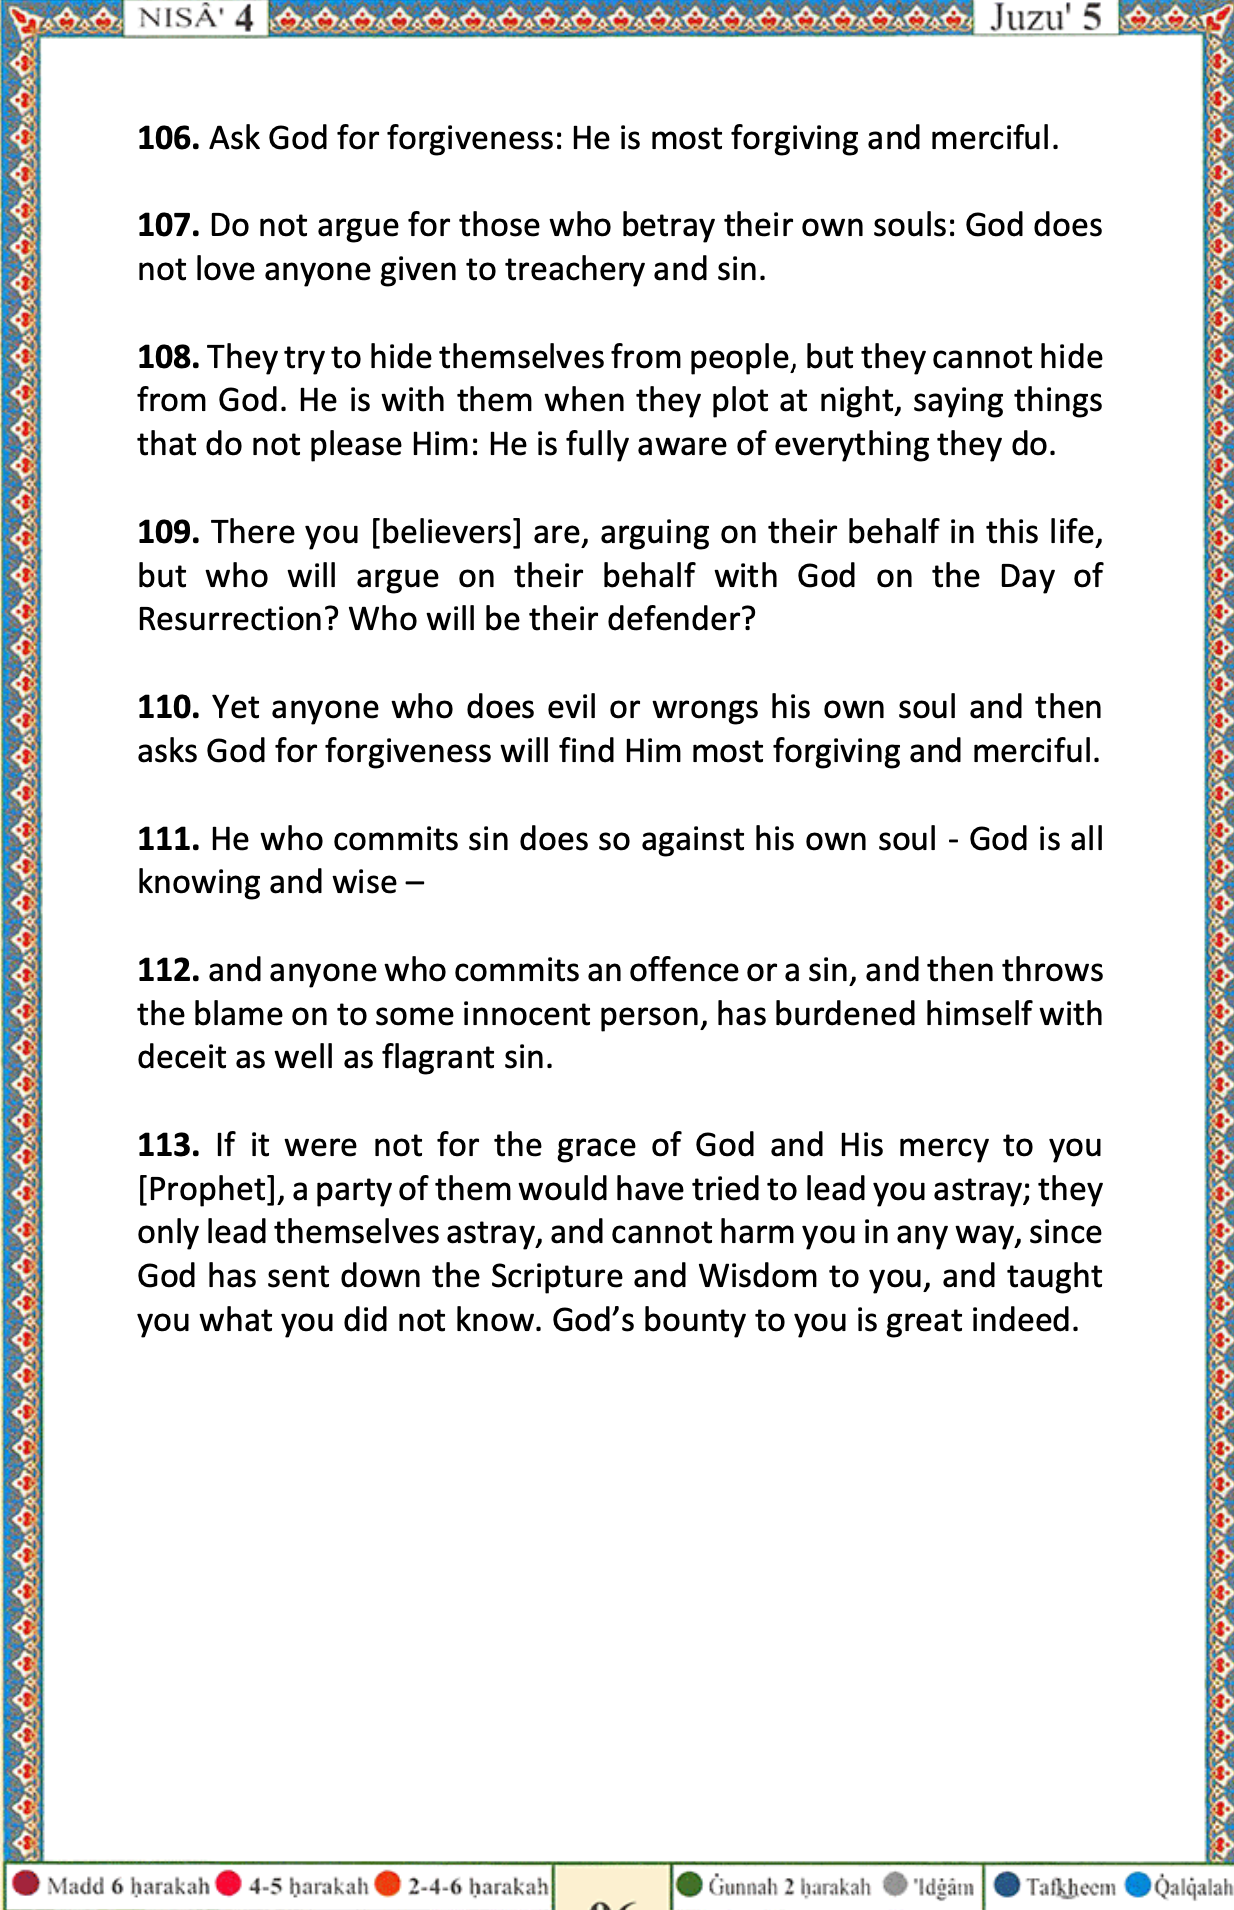 NISÂ' 4
Juzu' 5
106. Ask God for forgiveness: He is most forgiving and merciful.
107. Do not argue for those who betray their own souls: God does
not love anyone given to treachery and sin.
108. They try to hide themselves from people, but they cannot hide
from God. He is with them when they plot at night, saying things
that do not please Him: He is fully aware of everything they do.
109. There you [believers] are, arguing on their behalf in this life,
but who will argue on their behalf with God on the Day of
Resurrection? Who will be their defender?
110. Yet anyone who does evil or wrongs his own soul and then
asks God for forgiveness will find Him most forgiving and merciful.
111. He who commits sin does so against his own soul - God is all
knowing and wise –
112. and anyone who commits an offence or a sin, and then throws
the blame on to some innocent person, has burdened himself with
deceit as well as flagrant sin.
113. If it were not for the grace of God and His mercy to you
[Prophet], a party of them would have tried to lead you astray; they
only lead themselves astray, and cannot harm you in any way, since
God has sent down the Scripture and Wisdom to you, and taught
you what you did not know. God’s bounty to you is great indeed.
Madd 6 ḥarakah 4-5 ḥarakah 2-4-6 ḥarakah
Ġunnah 2 ḥarakah 'Idġâm
Tafkheem Q̇alq̇alah